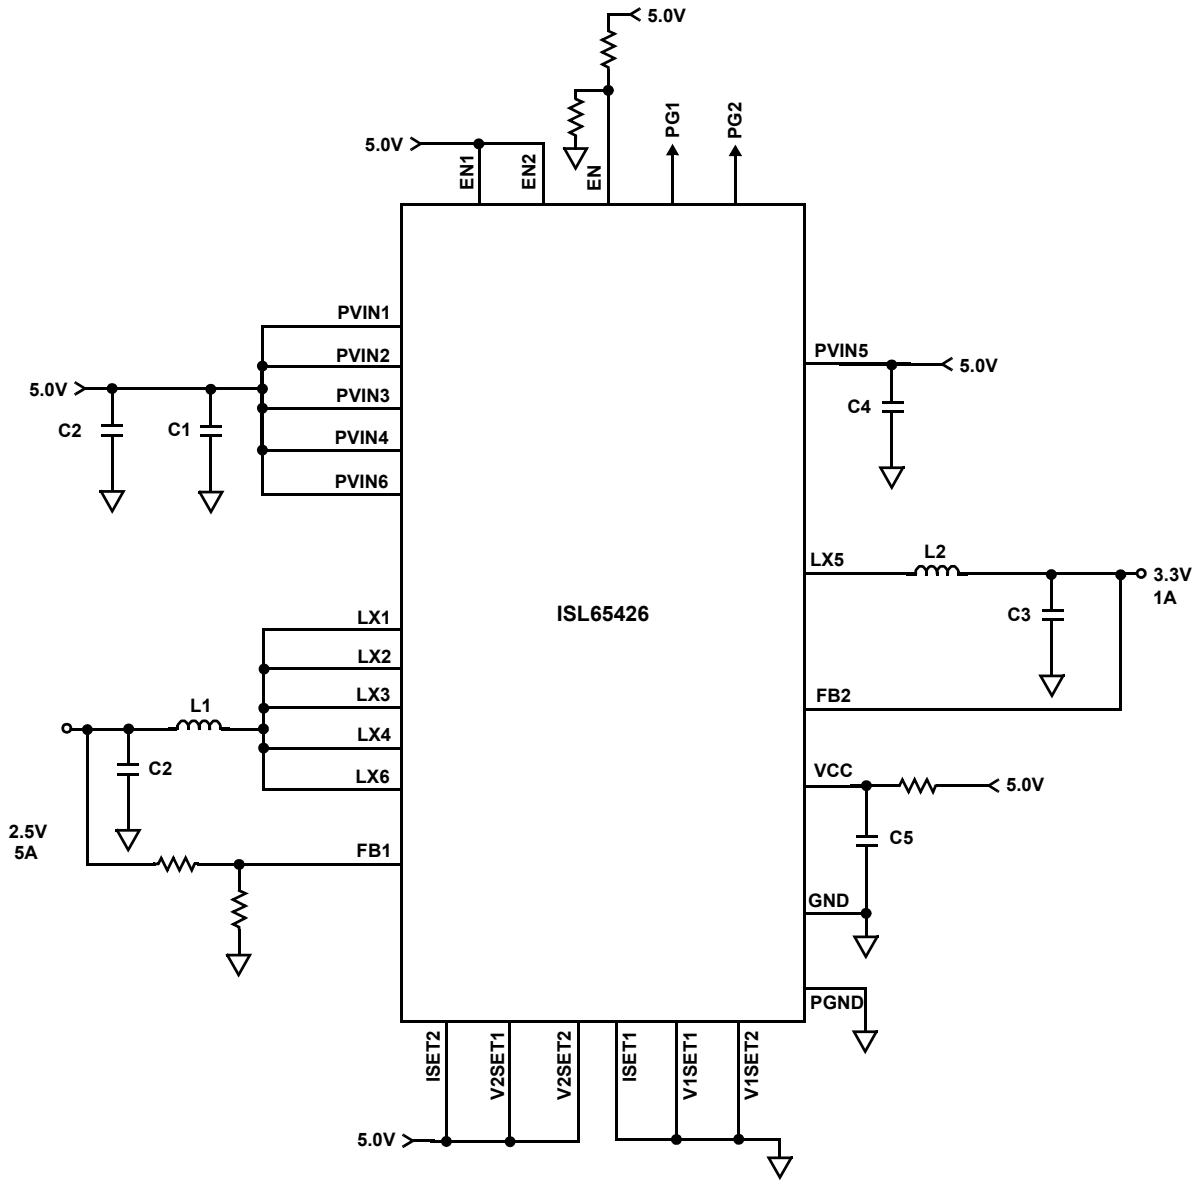 5.0V
PG1
PG2
5.0V
EN1
EN2
EN
PVIN1
PVIN2
PVIN3
PVIN4
PVIN6
5.0V
C2
C1
PVIN5
5.0V
C4
LX5
L2
3.3V
1A
C3
FB2
ISL65426
LX1
LX2
LX3
LX4
LX6
L1
C2
2.5V
5A
FB1
VCC
5.0V
C5
GND
PGND
ISET2
V2SET1
V2SET2
ISET1
V1SET1
V1SET2
5.0V